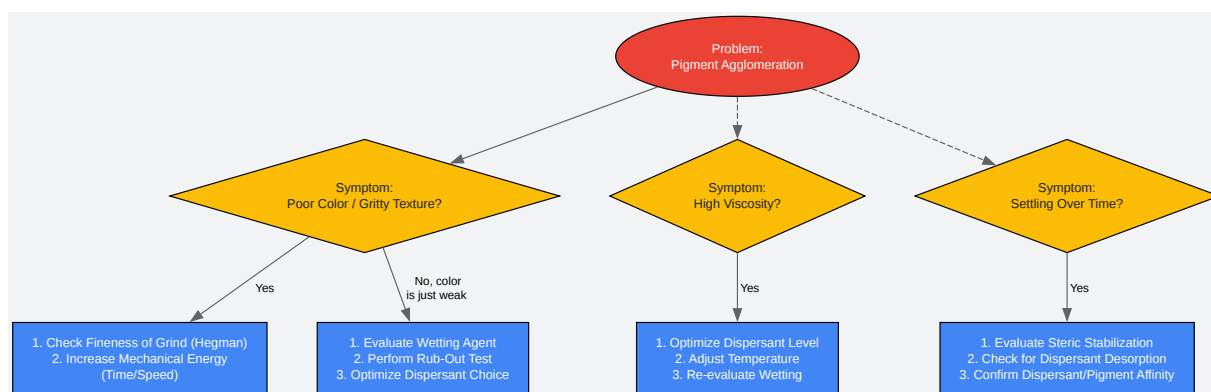 Problem:
Pigment Agglomeration
Symptom:
Poor Color / Gritty Texture?
Symptom:
High Viscosity?
Symptom:
Settling Over Time?
Yes
No, color
is just weak
Yes
Yes
1. Check Fineness of Grind (Hegman)
2. Increase Mechanical Energy
(Time/Speed)
1. Evaluate Wetting Agent
2. Perform Rub-Out Test
3. Optimize Dispersant Choice
1. Optimize Dispersant Level
2. Adjust Temperature
3. Re-evaluate Wetting
1. Evaluate Steric Stabilization
2. Check for Dispersant Desorption
3. Confirm Dispersant/Pigment Affinity